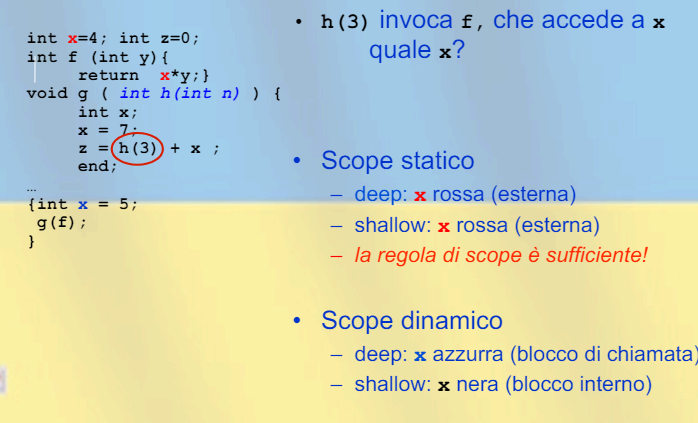 int x=4; int z=0;
int f (int y){
return x*y;}
void g ( int h(int n) ) {
int x;
x = 7;
z = h(3) + x ;
end;
…
{int x = 5;
g(f);
}
• h(3) invoca f, che accede a x
quale x?
• Scope statico
– deep: x rossa (esterna)
– shallow: x rossa (esterna)
– la regola di scope è sufficiente!
• Scope dinamico
– deep: x azzurra (blocco di chiamata)
– shallow: x nera (blocco interno)